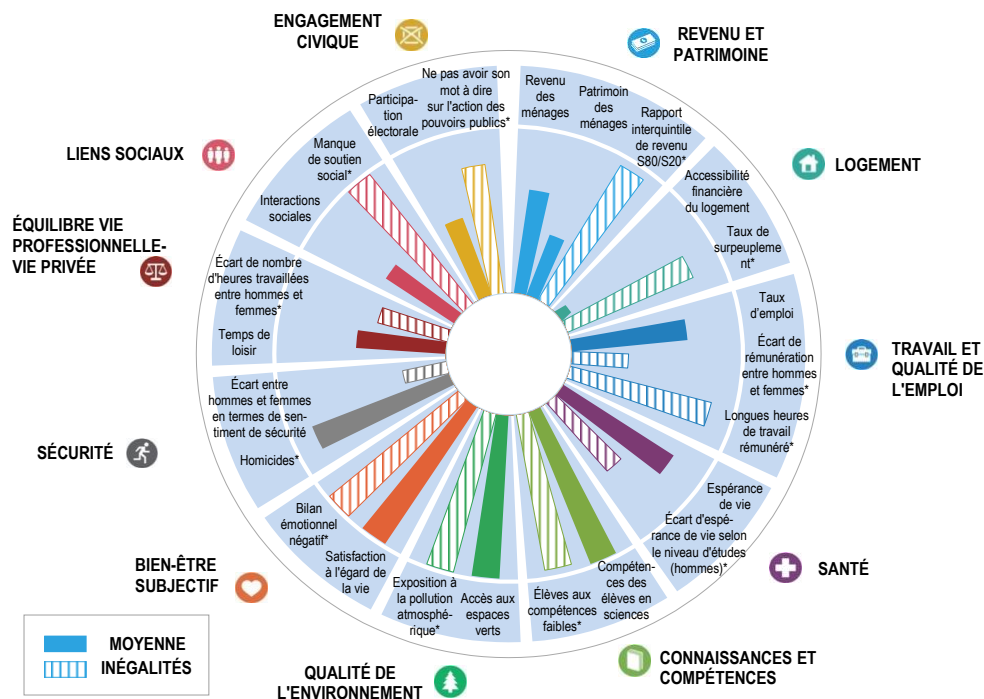 ENGAGEMENT
CIVIQUE
REVENU ET
PATRIMOINE
LOGEMENT
TRAVAIL ET
QUALITÉ DE
L'EMPLOI
SANTÉ
CONNAISSANCES ET
COMPÉTENCES
QUALITÉ DE
L'ENVIRONNEMENT
BIEN-ÊTRE
SUBJECTIF
SÉCURITÉ
ÉQUILIBRE VIE
PROFESSIONNELLE-
VIE PRIVÉE
LIENS SOCIAUX
Revenu
des
ménages
Patrimoin
des
ménages
Rapport
interquintile
de revenu
S80/S20*
Accessibilité
financière
du logement
Taux de
surpeupleme
nt*
Taux
d'emploi
Écart de
rémunération
entre hommes
et femmes*
Longues heures
de travail
rémunéré*
Espérance
de vie
Écart d'espé-
rance de vie selon
le niveau d'études
(hommes)*
Compéten-
ces des
élèves en
sciences
Élèves aux
compétences
faibles*
Accès aux
espaces
verts
Exposition à
la pollution
atmosphé-
rique*
Satisfaction
à l'égard de
la vie
Bilan
émotionnel
négatif*
Homicides*
Écart entre
hommes et femmes
en termes de sen-
timent de sécurité
Temps de
loisir
Écart de nombre
d'heures travaillées
entre hommes et
femmes*
Interactions
sociales
Manque
de soutien
social*
Participa-
tion
électorale
Ne pas avoir son
mot à dire
sur l'action des
pouvoirs publics*
MOYENNE
INÉGALITÉS